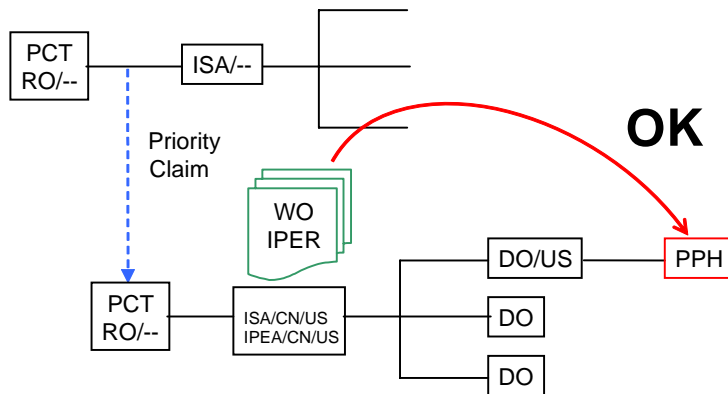 PCT
RO/--
ISA/--
OK
Priority
Claim
WO
IPER
DO/US
PPH
PCT
RO/--
ISA/CN/US
IPEA/CN/US
DO
DO